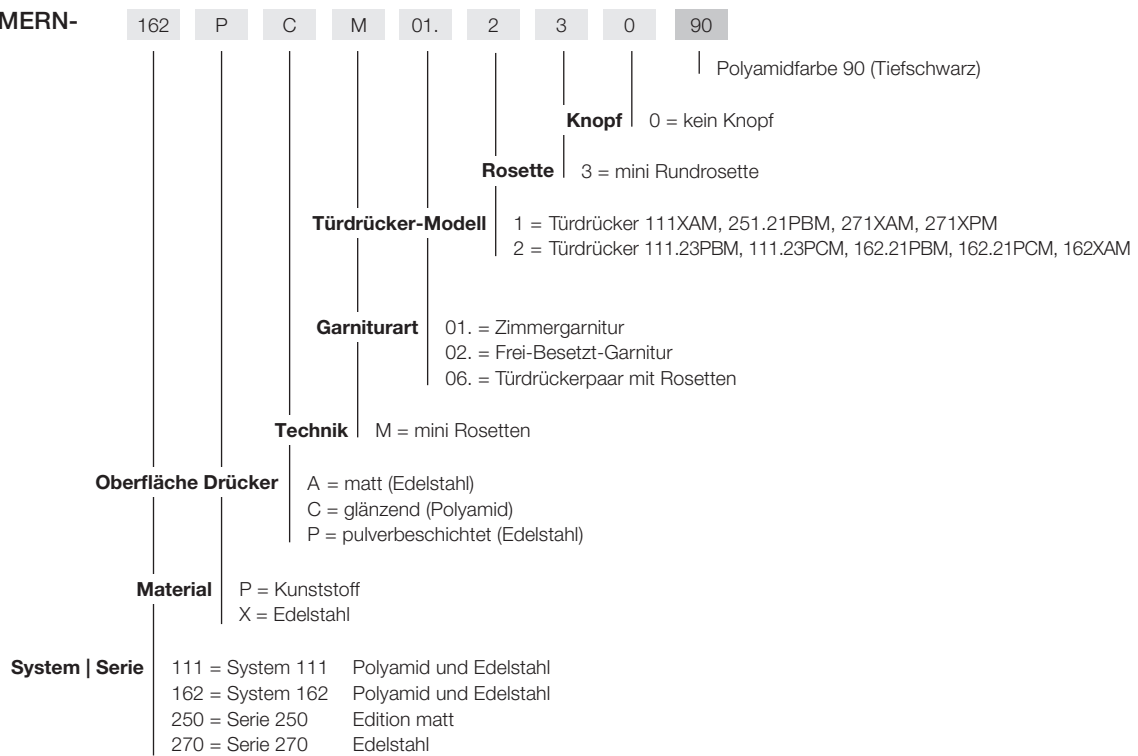 MERN- 162 P C M 01. 2 3 0 90
Polyamidfarbe 90 (Tiefschwarz)
Knopf 0 = kein Knopf
Rosette 3 = mini Rundrosette
Türdrücker-Modell 1 = Türdrücker 111XAM, 251.21PBM, 271XAM, 271XPM
2 = Türdrücker 111.23PBM, 111.23PCM, 162.21PBM, 162.21PCM, 162XAM
Garniturart 01. = Zimmergarnitur
02. = Frei-Besetzt-Garnitur
06. = Türdrückerpaar mit Rosetten
Technik M = mini Rosetten
Oberfläche Drücker A = matt (Edelstahl)
C = glänzend (Polyamid)
P = pulverbeschichtet (Edelstahl)
Material P = Kunststoff
X = Edelstahl
System | Serie 111 = System 111 Polyamid und Edelstahl
162 = System 162 Polyamid und Edelstahl
250 = Serie 250 Edition matt
270 = Serie 270 Edelstahl